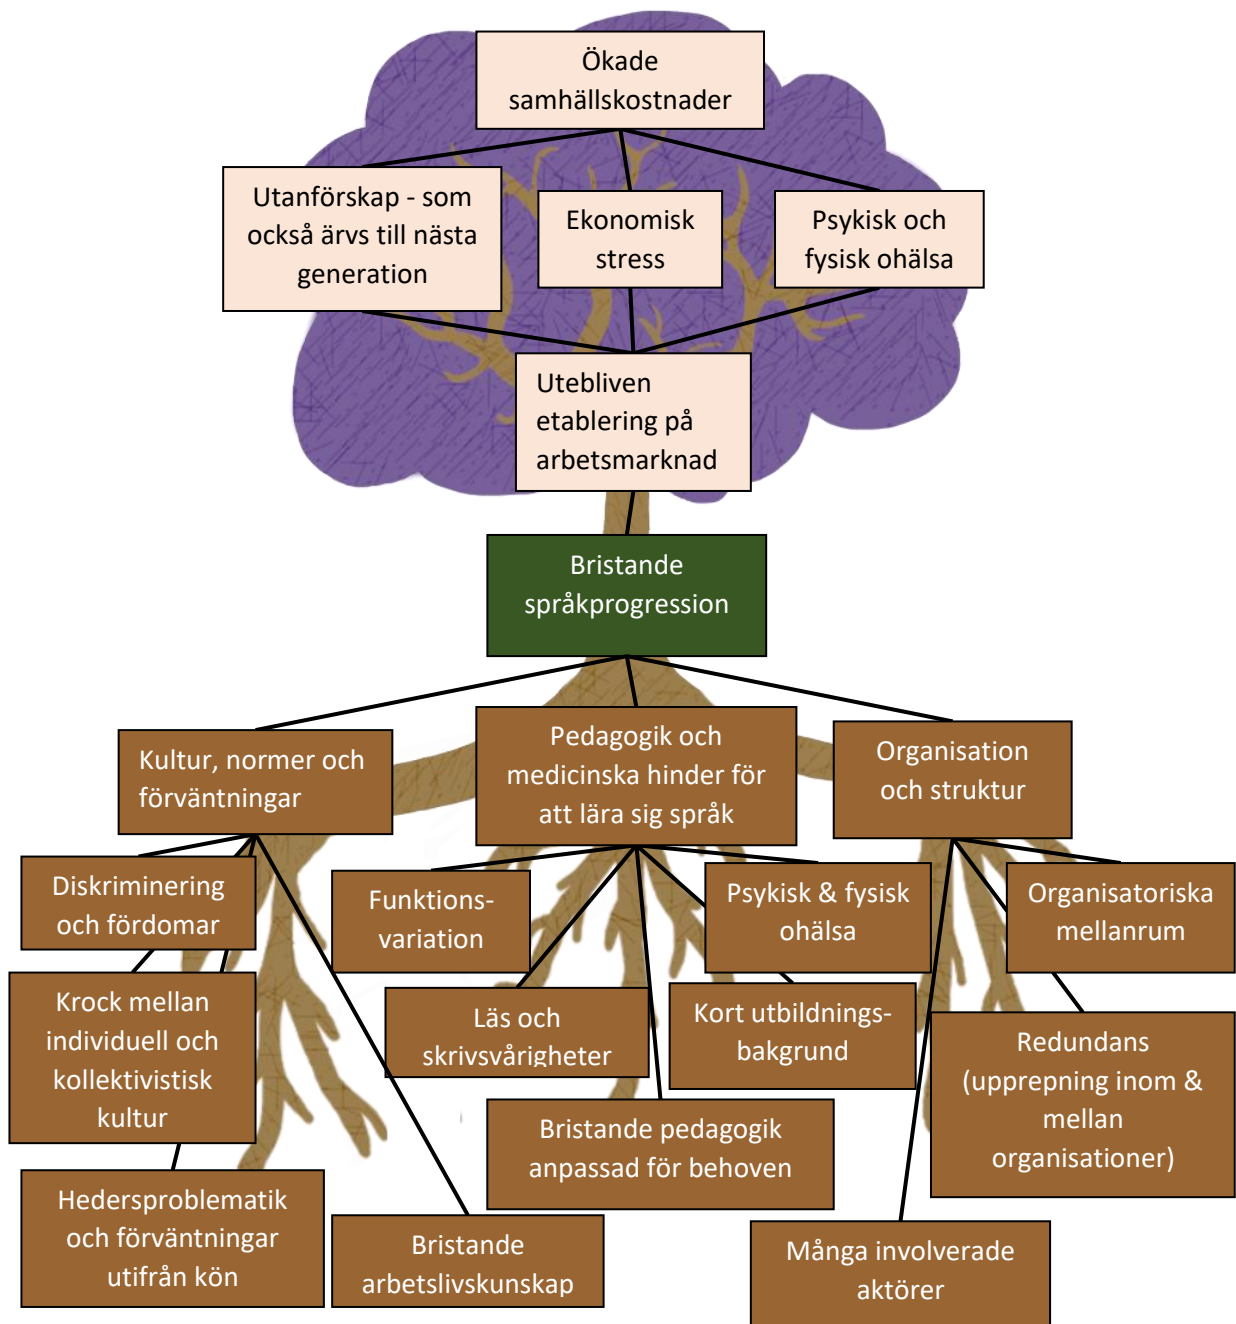 Ökade
samhällskostnader
Utanförskap - som
också ärvs till nästa
generation
Ekonomisk
stress
Psykisk och
fysisk ohälsa
Utebliven
etablering på
arbetsmarknad
Bristande
språkprogression
Kultur, normer och
förväntningar
Pedagogik och
medicinska hinder för
att lära sig språk
Organisation
och struktur
Diskriminering
och fördomar
Funktions-
variation
Psykisk & fysisk
ohälsa
Organisatoriska
mellanrum
Krock mellan
individuell och
kollektivistisk
kultur
Läs och
skrivsvårigheter
Kort utbildnings-
bakgrund
Redundans
(upprepning inom &
mellan
organisationer)
Bristande pedagogik
anpassad för behoven
Hedersproblematik
och förväntningar
utifrån kön
Bristande
arbetslivskunskap
Många involverade
aktörer